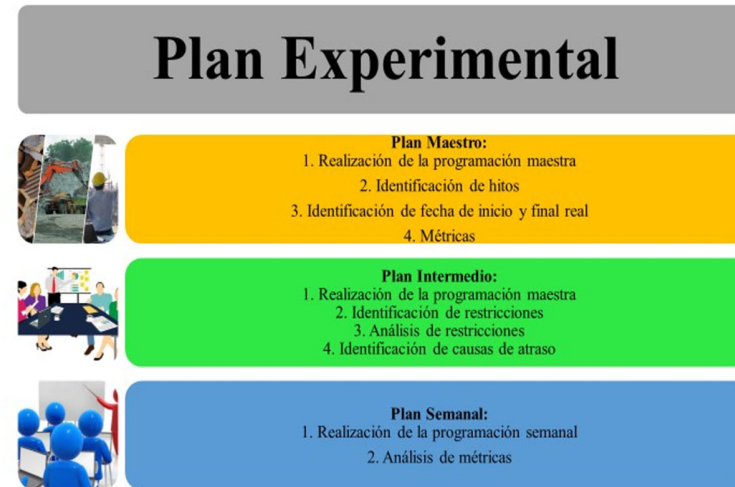 Plan Experimental
Plan Maestro:
1. Realización de la programación maestra
2. Identificación de hitos
3. Identificación de fecha de inicio y final real
4. Métricas
Plan Intermedio:
1. Realización de la programación maestra
2. Identificación de restricciones
3. Análisis de restricciones
4. Identificación de causas de atraso
Plan Semanal:
1. Realización de la programación semanal
2. Análisis de métricas